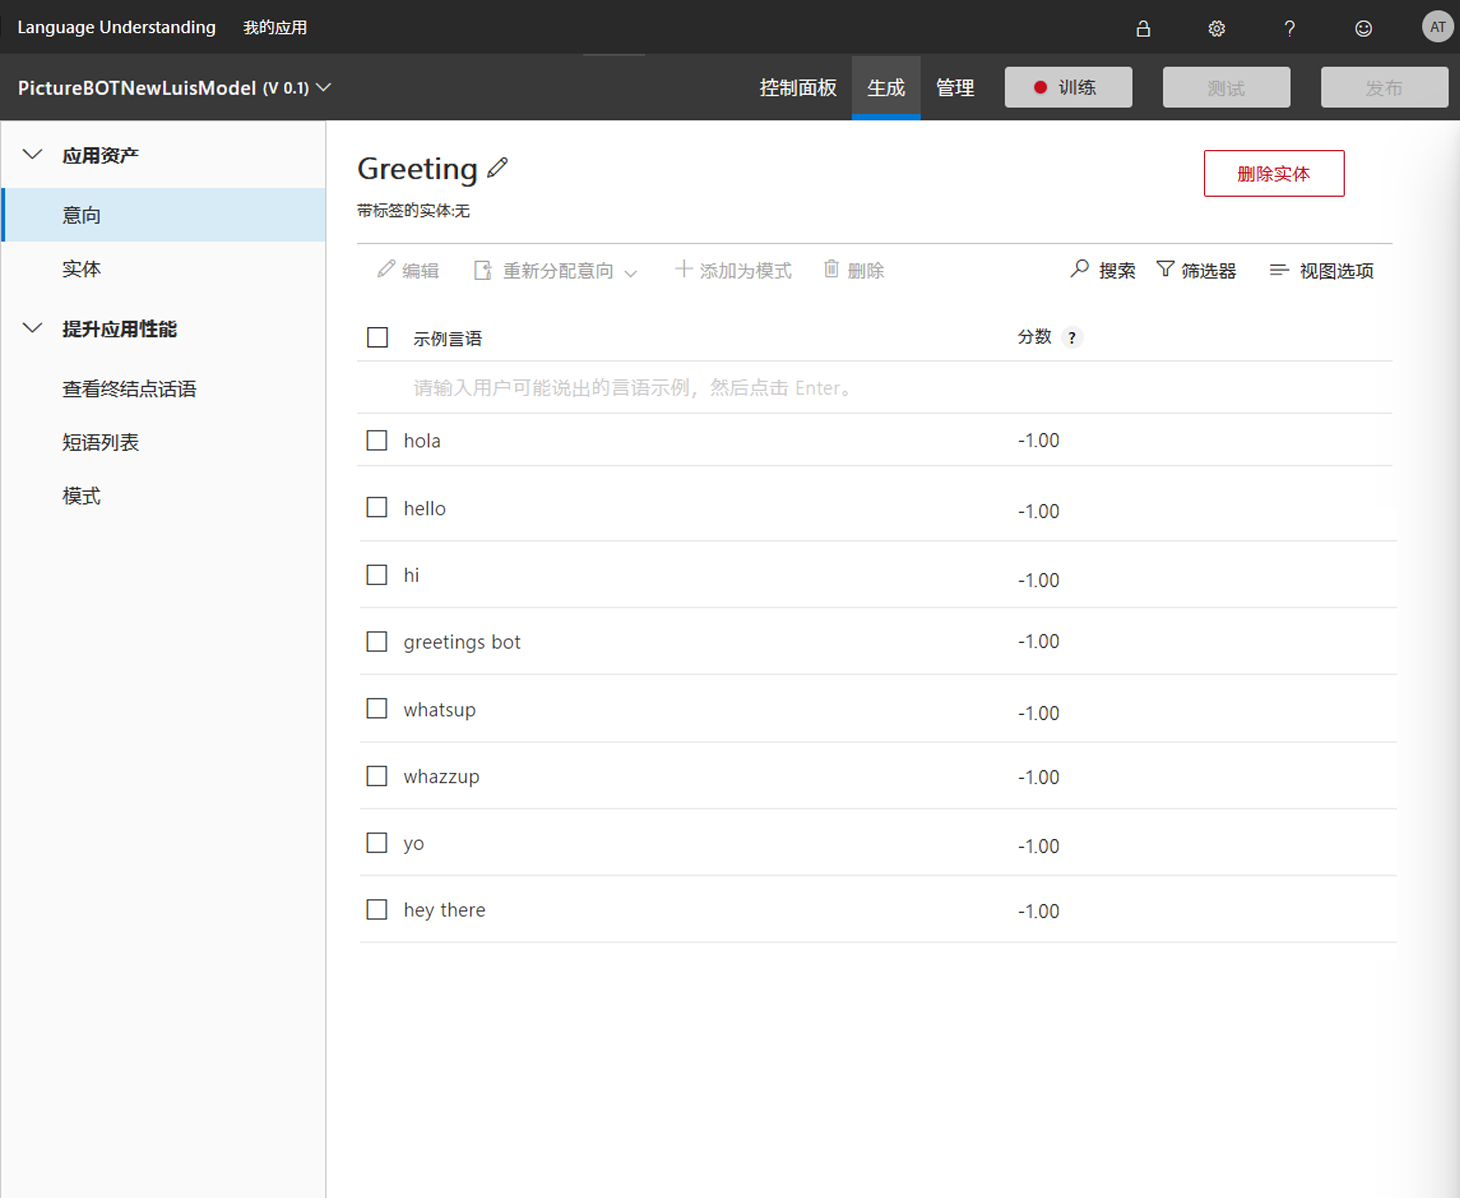 Language Understanding 我的应用 ? AT
PictureBOTNewLuisModel (V 0.1) 控制面板 生成 管理 训练 测试 发布
应用资产
意向
实体
提升应用性能
查看终结点话语
短语列表
模式
Greeting
删除实体
带标签的实体:无
编辑 重新分配意向 添加为模式 删除 搜索 筛选器 视图选项
示例言语 分数 ?
请输入用户可能说出的言语示例，然后点击 Enter。
hola -1.00
hello -1.00
hi -1.00
greetings bot -1.00
whatsup -1.00
whazzup -1.00
yo -1.00
hey there -1.00